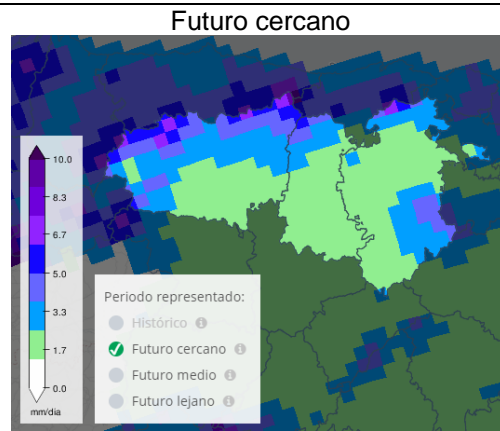 Futuro cercano
10.0
8.3
6.7
5.0
3.3
1.7
0.0
mm/dia
Periodo representado:
Histórico i
Futuro cercano i
Futuro medio i
Futuro lejano i